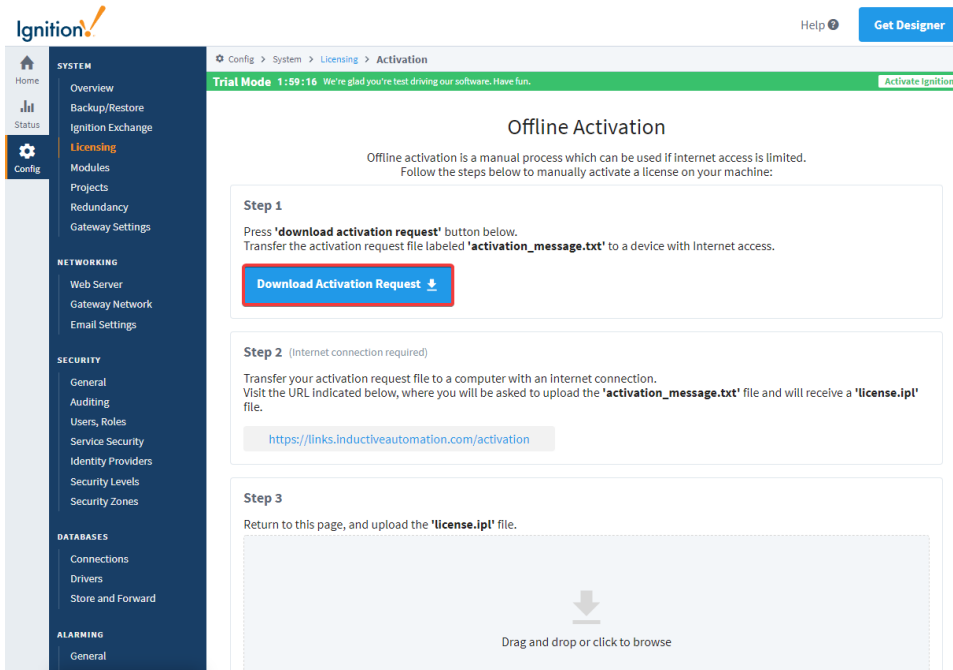 Ignition!
Help ?
Get Designer
Home
Status
Config
SYSTEM
Overview
Backup/Restore
Ignition Exchange
Licensing
Modules
Projects
Redundancy
Gateway Settings
NETWORKING
Web Server
Gateway Network
Email Settings
SECURITY
General
Auditing
Users, Roles
Service Security
Identity Providers
Security Levels
Security Zones
DATABASES
Connections
Drivers
Store and Forward
ALARMING
General
Config > System > Licensing > Activation
Trial Mode 1:59:16 We're glad you're test driving our software. Have fun.
Activate Ignition
Offline Activation
Offline activation is a manual process which can be used if internet access is limited.
Follow the steps below to manually activate a license on your machine:
Step 1
Press 'download activation request' button below.
Transfer the activation request file labeled 'activation_message.txt' to a device with Internet access.
Download Activation Request
Step 2 (Internet connection required)
Transfer your activation request file to a computer with an internet connection.
Visit the URL indicated below, where you will be asked to upload the 'activation_message.txt' file and will receive a 'license.ipl'
file.
https://links.inductiveautomation.com/activation
Step 3
Return to this page, and upload the 'license.ipl' file.
Drag and drop or click to browse